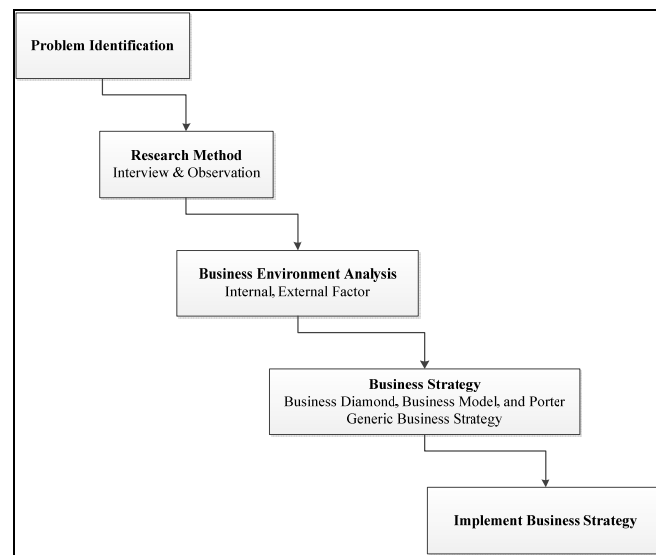 Problem Identification
Research Method
Interview & Observation
Business Environment Analysis
Internal, External Factor
Business Strategy
Business Diamond, Business Model, and Porter
Generic Business Strategy
Implement Business Strategy